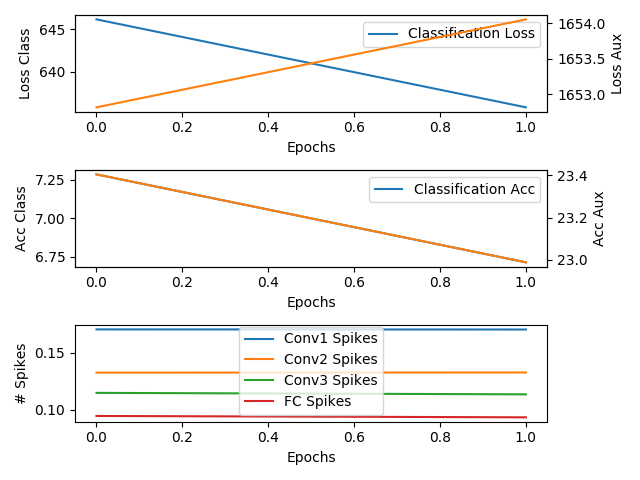 645
640
Loss Class
Classification Loss
1654.0
1653.5
1653.0
Loss Aux
0.0 0.2 0.4 0.6 0.8 1.0
Epochs
7.25
7.00
6.75
Acc Class
Classification Acc
23.4
23.2
23.0
Acc Aux
0.0 0.2 0.4 0.6 0.8 1.0
Epochs
0.15
0.10
# Spikes
Conv1 Spikes
Conv2 Spikes
Conv3 Spikes
FC Spikes
0.0 0.2 0.4 0.6 0.8 1.0
Epochs